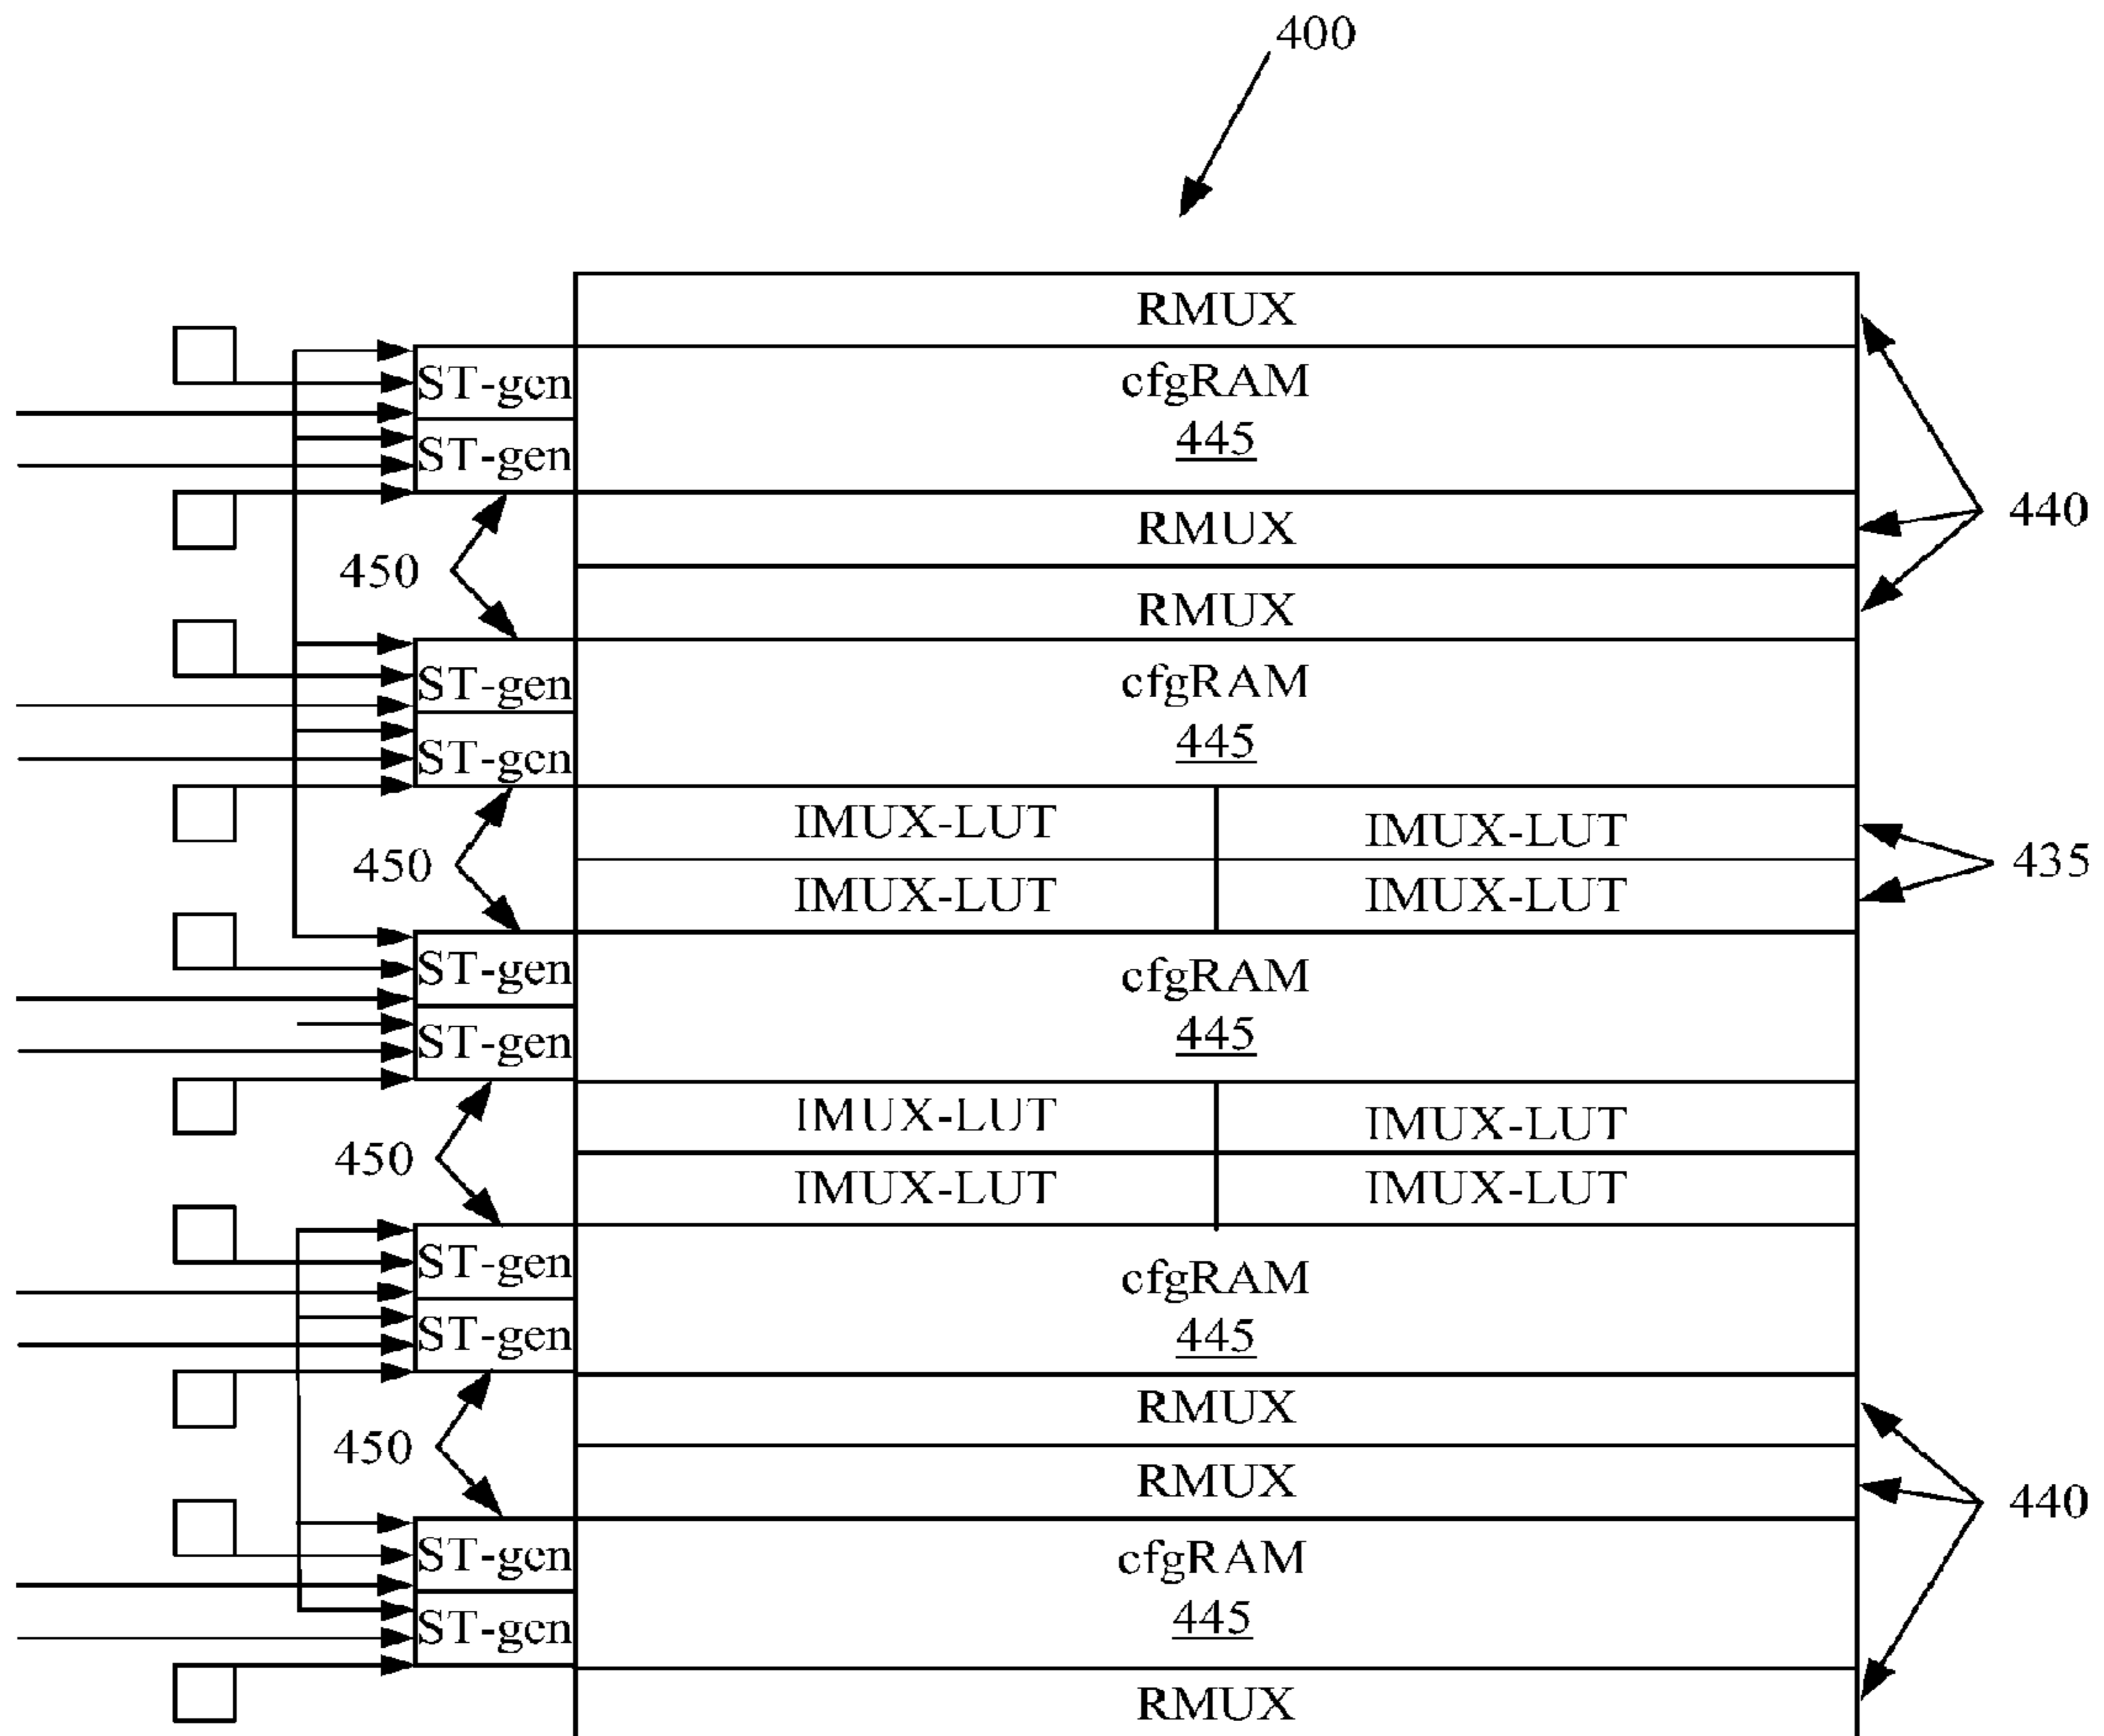 400
RMUX
ST-gen cfgRAM
ST-gen 445
RMUX 440
450
RMUX
ST-gen cfgRAM
ST-gen 445
IMUX-LUT IMUX-LUT
450 435
IMUX-LUT IMUX-LUT
ST-gen cfgRAM
ST-gen 445
IMUX-LUT IMUX-LUT
450
IMUX-LUT IMUX-LUT
ST-gen cfgRAM
ST-gen 445
RMUX
450
RMUX 440
ST-gen cfgRAM
ST-gen 445
RMUX